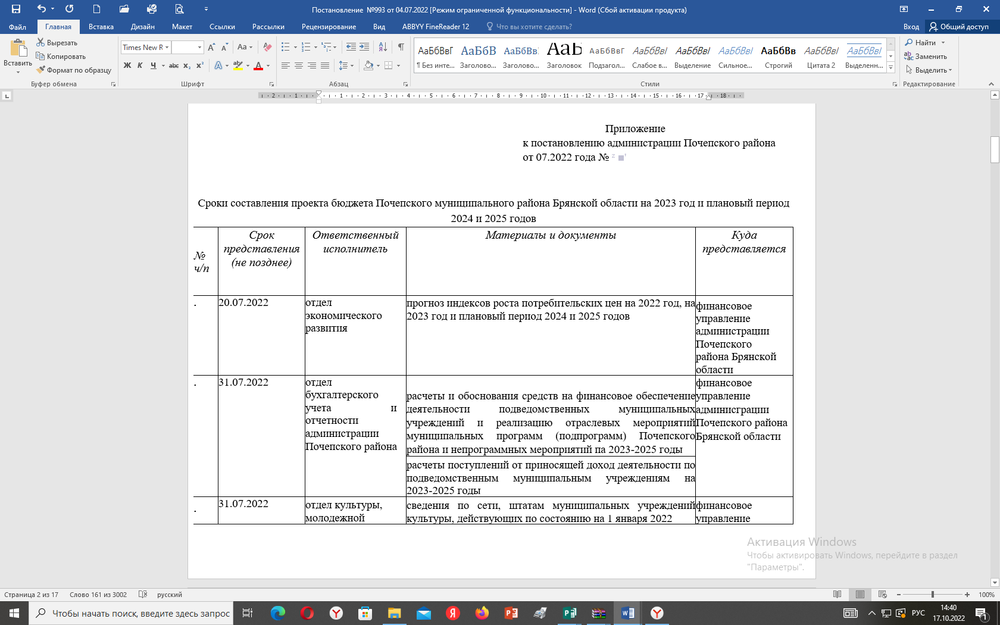 Постановление №993 от 04.07.2022 [Режим ограниченной функциональности] - Word (Сбой активации продукта)
Файл Главная Вставка Дизайн Макет Ссылки Рассылки Рецензирование Вид ABBYY FineReader 12 Что вы хотите сделать? Вход Общий доступ
Вставить
Вырезать
Копировать
Формат по образцу
Буфер обмена
Times New R
Aa
Ж К Ч abc x₂ x²
Шрифт
Абзац
АаБбВвГ АаБбВ АаБбВв: АаБ АаБбВвГ АаБбВвІ АаБбВвІ АаБбВвІ АаБбВв АаБбВвІ АаБбВвІ
¶ Без инте... Заголово... Заголово... Заголовок Подзагол... Слабое в... Выделение Сильное... Строгий Цитата 2 Выделенн...
Стили
Найти
Заменить
Выделить
Редактирование
2 1 1 2 3 4 5 6 7 8 9 10 11 12 13 14 15 16 17 18
Приложение
к постановлению администрации Почепского района
от 07.2022 года № z ■'
Сроки составления проекта бюджета Почепского муниципального района Брянской области на 2023 год и плановый период
2024 и 2025 годов
№
ч/п
Срок
представления
(не позднее)
Ответственный
исполнитель
Материалы и документы
Куда
представляется
.
20.07.2022
отдел
экономического
развития
прогноз индексов роста потребительских цен на 2022 год, на
2023 год и плановый период 2024 и 2025 годов
финансовое
управление
администрации
Почепского
района Брянской
области
.
31.07.2022
отдел
бухгалтерского
учета и
отчетности
администрации
Почепского района
расчеты и обоснования средств на финансовое обеспечение
деятельности подведомственных муниципальных
учреждений и реализацию отраслевых мероприятий
муниципальных программ (подпрограмм) Почепского
района и непрограммных мероприятий па 2023-2025 годы
расчеты поступлений от приносящей доход деятельности по
подведомственным муниципальным учреждениям на
2023-2025 годы
финансовое
управление
админисграции
Почепского района
Брянской области
.
31.07.2022
отдел культуры,
молодежной
сведения по сети, штатам муниципальных учреждений
культуры, действующих по состоянию на 1 января 2022
финансовое
управление
Активация Windows
Чтобы активировать Windows, перейдите в раздел
"Параметры".
Страница 2 из 17 Слово 161 из 3002 русский 100%
Чтобы начать поиск, введите здесь запрос
РУС
14:40
17.10.2022
1